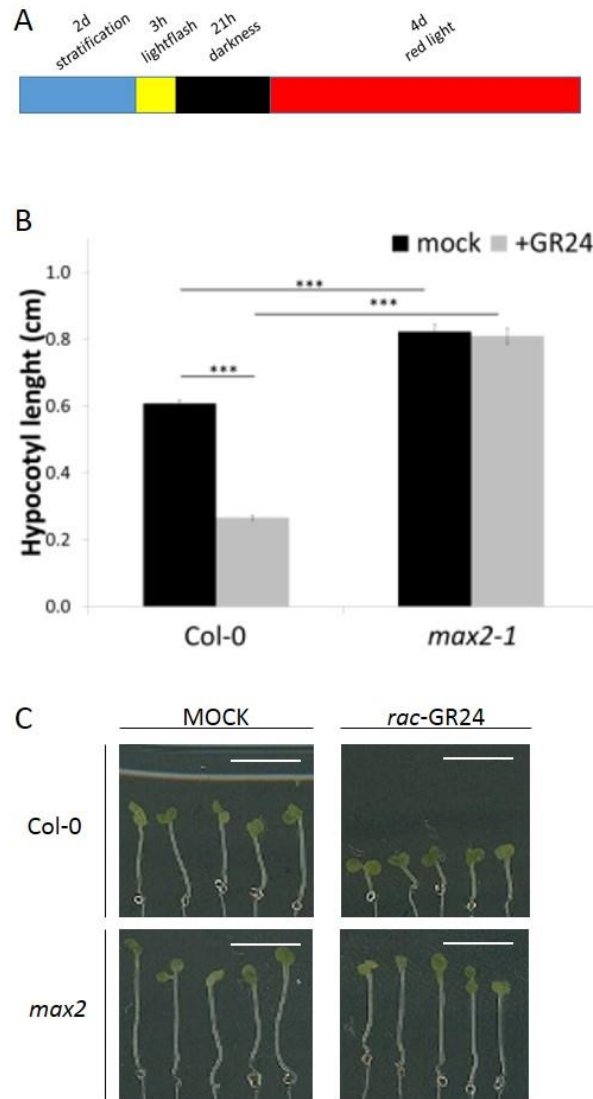 A
2d
stratification
3h
lightflash
21h
darkness
4d
red light
B
mock +GR24
Hypocotyl lenght (cm)
1.0
0.8
0.6
0.4
0.2
0.0
***
***
***
Col-0 max2-1
C
MOCK rac-GR24
Col-0
max2